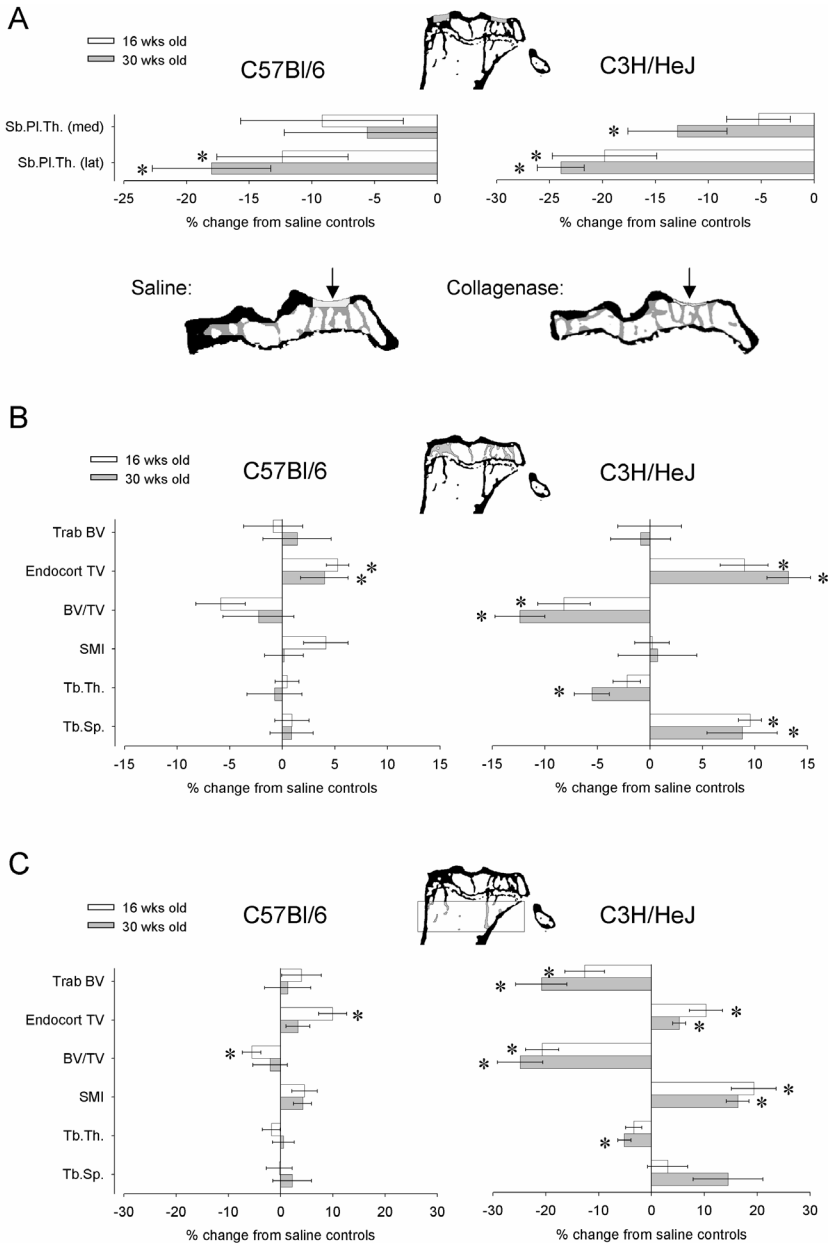 A
16 wks old
30 wks old
C57Bl/6
C3H/HeJ
Sb.Pl.Th. (med)
*
Sb.Pl.Th. (lat)
*
*
*
*
-25 -20 -15 -10 -5 0
-30 -25 -20 -15 -10 -5 0
% change from saline controls
% change from saline controls
Saline:
Collagenase:
B
16 wks old
30 wks old
C57Bl/6
C3H/HeJ
Trab BV
Endocort TV
*
*
*
*
BV/TV
*
*
SMI
Tb.Th.
*
Tb.Sp.
*
*
-15 -10 -5 0 5 10 15
-15 -10 -5 0 5 10 15
% change from saline controls
% change from saline controls
C
16 wks old
30 wks old
C57Bl/6
C3H/HeJ
Trab BV
*
*
Endocort TV
*
*
*
BV/TV
*
*
*
SMI
*
*
Tb.Th.
*
Tb.Sp.
-30 -20 -10 0 10 20 30
-30 -20 -10 0 10 20 30
% change from saline controls
% change from saline controls